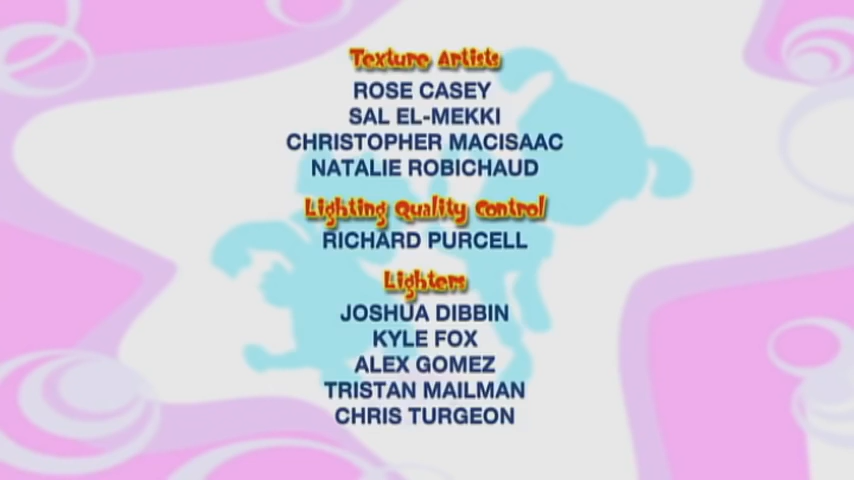 Texture Artists
ROSE CASEY
SAL EL-MEKKI
CHRISTOPHER MACISAAC
NATALIE ROBICHAUD
Lighting Quality Control
RICHARD PURCELL
Lighters
JOSHUA DIBBIN
KYLE FOX
ALEX GOMEZ
TRISTAN MAILMAN
CHRIS TURGEON